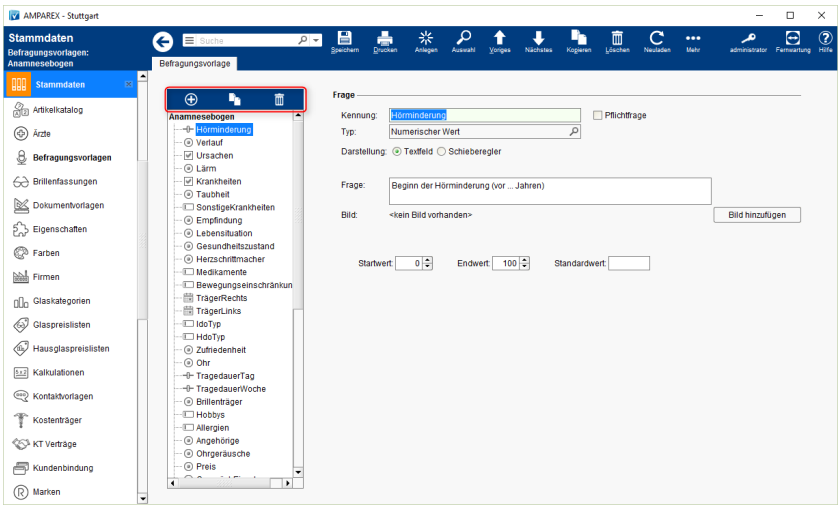 AMPAREX - Stuttgart
Stammdaten
Befragungsvorlagen:
Anamnesebogen
Suche
Speichern
Drucken
Anlegen
Auswahl
Voriges
Nächstes
Kopieren
Löschen
Neuladen
Mehr
administrator
Fernwartung
Hilfe
Befragungsvorlage
Stammdaten
Artikelkatalog
Ärzte
Befragungsvorlagen
Brillenfassungen
Dokumentvorlagen
Eigenschaften
Farben
Firmen
Glaskategorien
Glaspreislisten
Hausglaspreislisten
Kalkulationen
Kontaktvorlagen
Kostenträger
KT Verträge
Kundenbindung
Marken
Anamnesebogen
Hörminderung
Verlauf
Ursachen
Lärm
Krankheiten
Taubheit
SonstigeKrankheiten
Empfindung
Lebensituation
Gesundheitszustand
Herzschrittmacher
Medikamente
Bewegungseinschränkun
TrägerRechts
TrägerLinks
IdoTyp
HdoTyp
Zufriedenheit
Ohr
TragedauerTag
TragedauerWoche
Brillenträger
Hobbys
Allergien
Angehörige
Ohrgeräusche
Preis
Frage
Kennung: Hörminderung Pflichtfrage
Typ: Numerischer Wert
Darstellung: Textfeld Schieberegler
Frage: Beginn der Hörminderung (vor ... Jahren)
Bild: <kein Bild vorhanden> Bild hinzufügen
Startwert: 0 Endwert: 100 Standardwert: